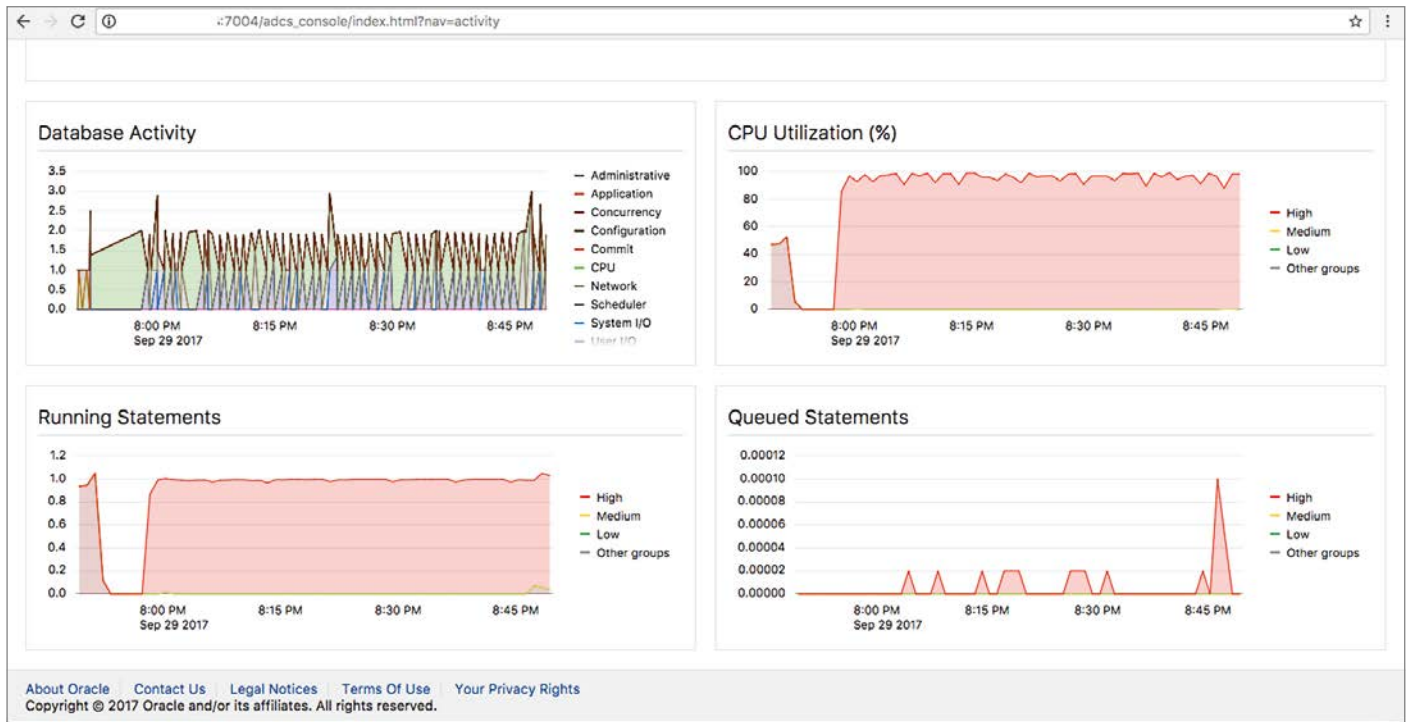 :7004/adcs_console/index.html?nav=activity
Database Activity
3.5
3.0
2.5
2.0
1.5
1.0
0.5
0.0
8:00 PM 8:15 PM 8:30 PM 8:45 PM
Sep 29 2017
Administrative
Application
Concurrency
Configuration
Commit
CPU
Network
Scheduler
System I/O
User I/O
CPU Utilization (%)
100
80
60
40
20
0
8:00 PM 8:15 PM 8:30 PM 8:45 PM
Sep 29 2017
High
Medium
Low
Other groups
Running Statements
1.2
1.0
0.8
0.6
0.4
0.2
0.0
8:00 PM 8:15 PM 8:30 PM 8:45 PM
Sep 29 2017
High
Medium
Low
Other groups
Queued Statements
0.00012
0.00010
0.00008
0.00006
0.00004
0.00002
0.00000
8:00 PM 8:15 PM 8:30 PM 8:45 PM
Sep 29 2017
High
Medium
Low
Other groups
About Oracle Contact Us Legal Notices Terms Of Use Your Privacy Rights
Copyright © 2017 Oracle and/or its affiliates. All rights reserved.